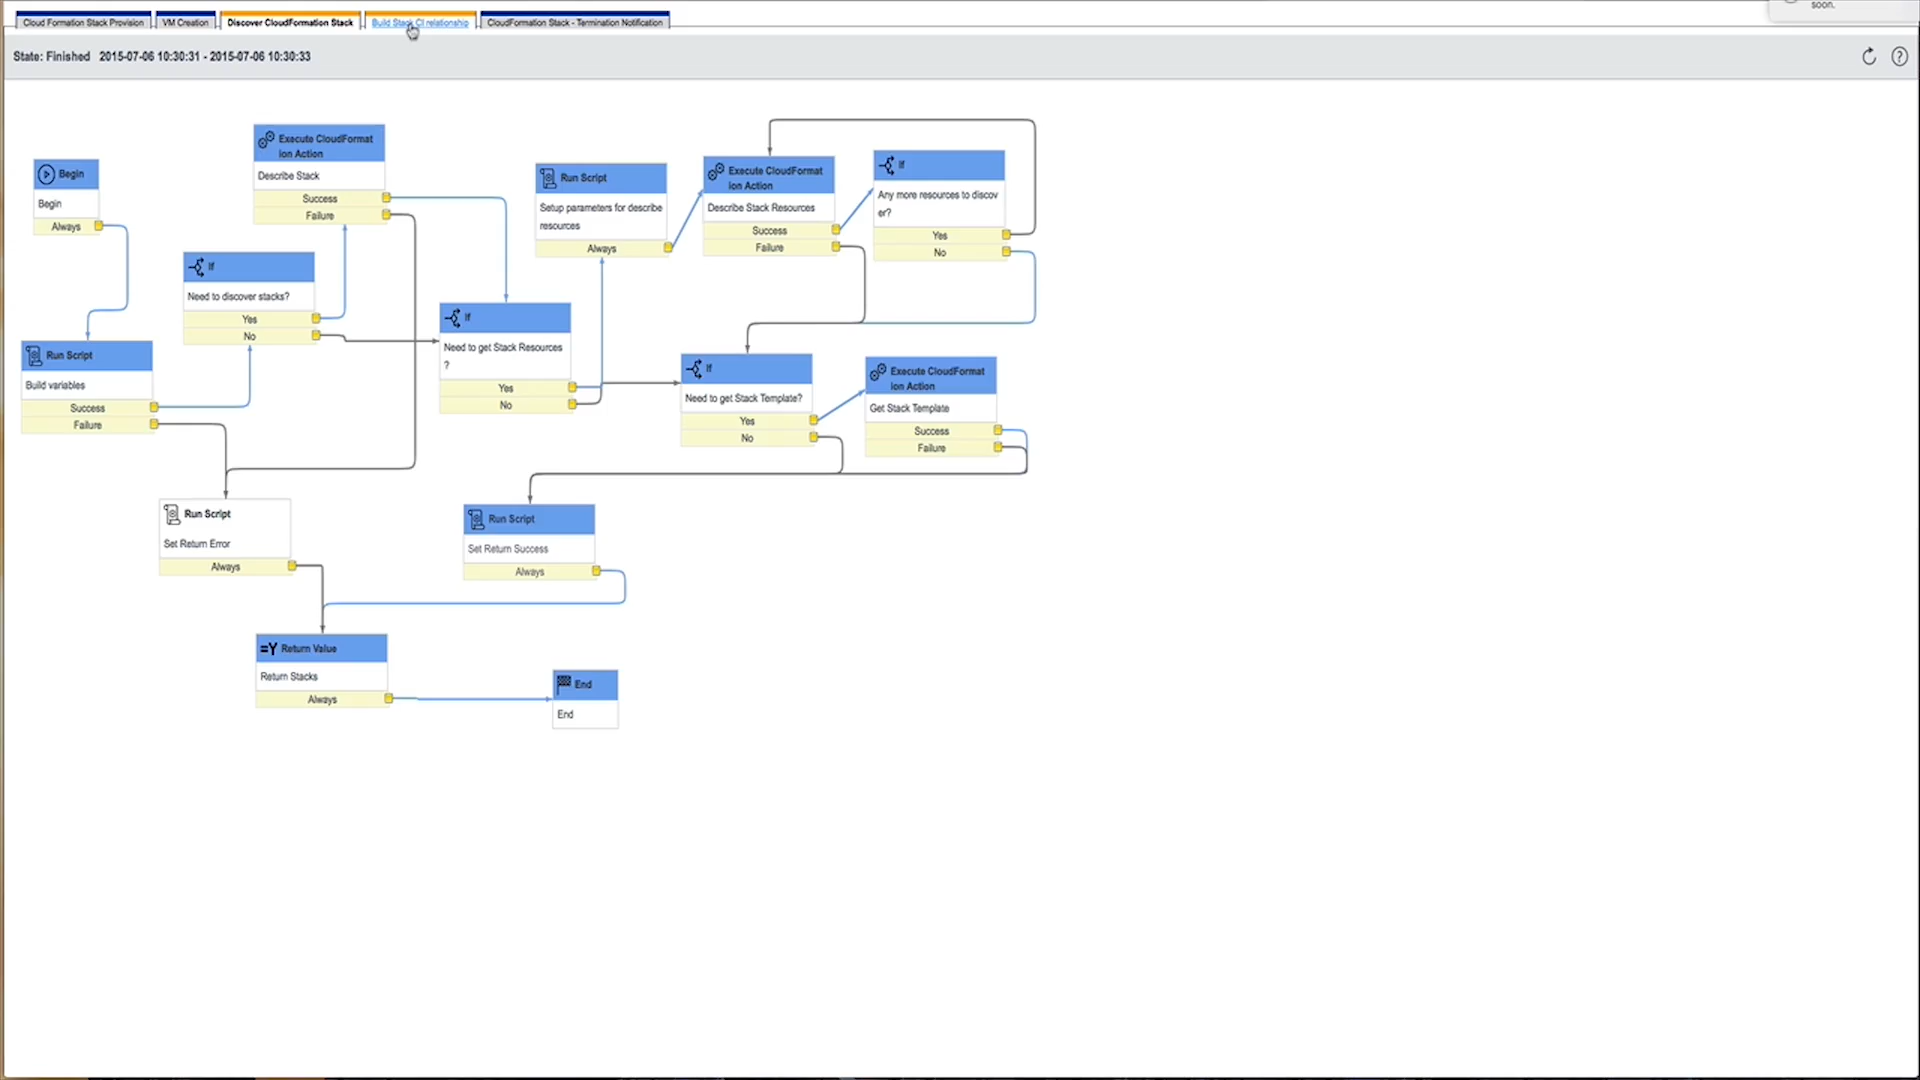 soon.
Cloud Formation Stack Provision
VM Creation
Discover CloudFormation Stack
Build Stack CI relationship
CloudFormation Stack - Termination Notification
State: Finished 2015-07-06 10:30:31 - 2015-07-06 10:30:33
?
Begin
Begin
Always
Execute CloudFormat
ion Action
Describe Stack
Success
Failure
If
Need to discover stacks?
Yes
No
Run Script
Build variables
Success
Failure
Run Script
Setup parameters for describe
resources
Always
Execute CloudFormat
ion Action
Describe Stack Resources
Success
Failure
If
Any more resources to discov
er?
Yes
No
If
Need to get Stack Resources
?
Yes
No
If
Need to get Stack Template?
Yes
No
Execute CloudFormat
ion Action
Get Stack Template
Success
Failure
Run Script
Set Return Error
Always
Run Script
Set Return Success
Always
=Y Return Value
Return Stacks
Always
End
End